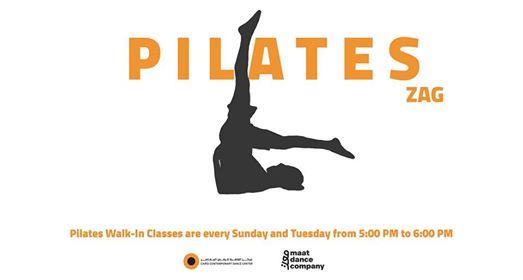 PILATES
ZAG
Pilates Walk-In Classes are every Sunday and Tuesday from 5:00 PM to 6:00 PM
CAIRO CONTEMPORARY DANCE CENTER
maat
dance
company